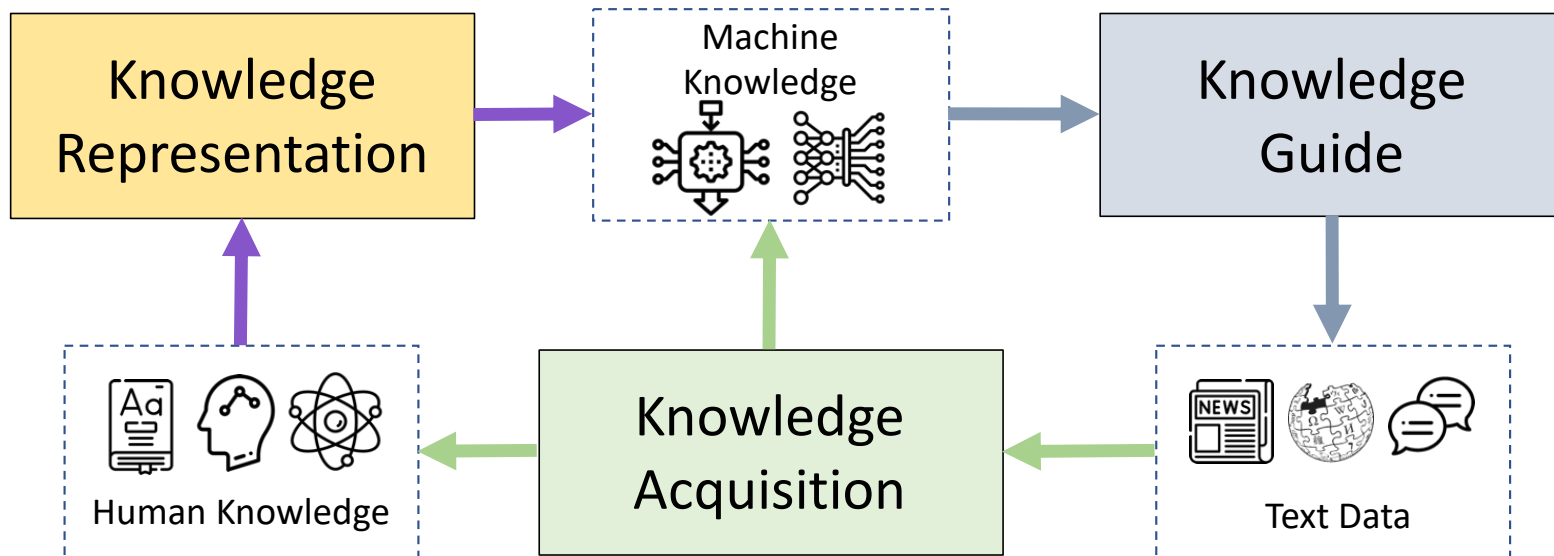 Knowledge
Representation
Machine
Knowledge
Knowledge
Guide
Aa
Human Knowledge
Knowledge
Acquisition
NEWS
Text Data